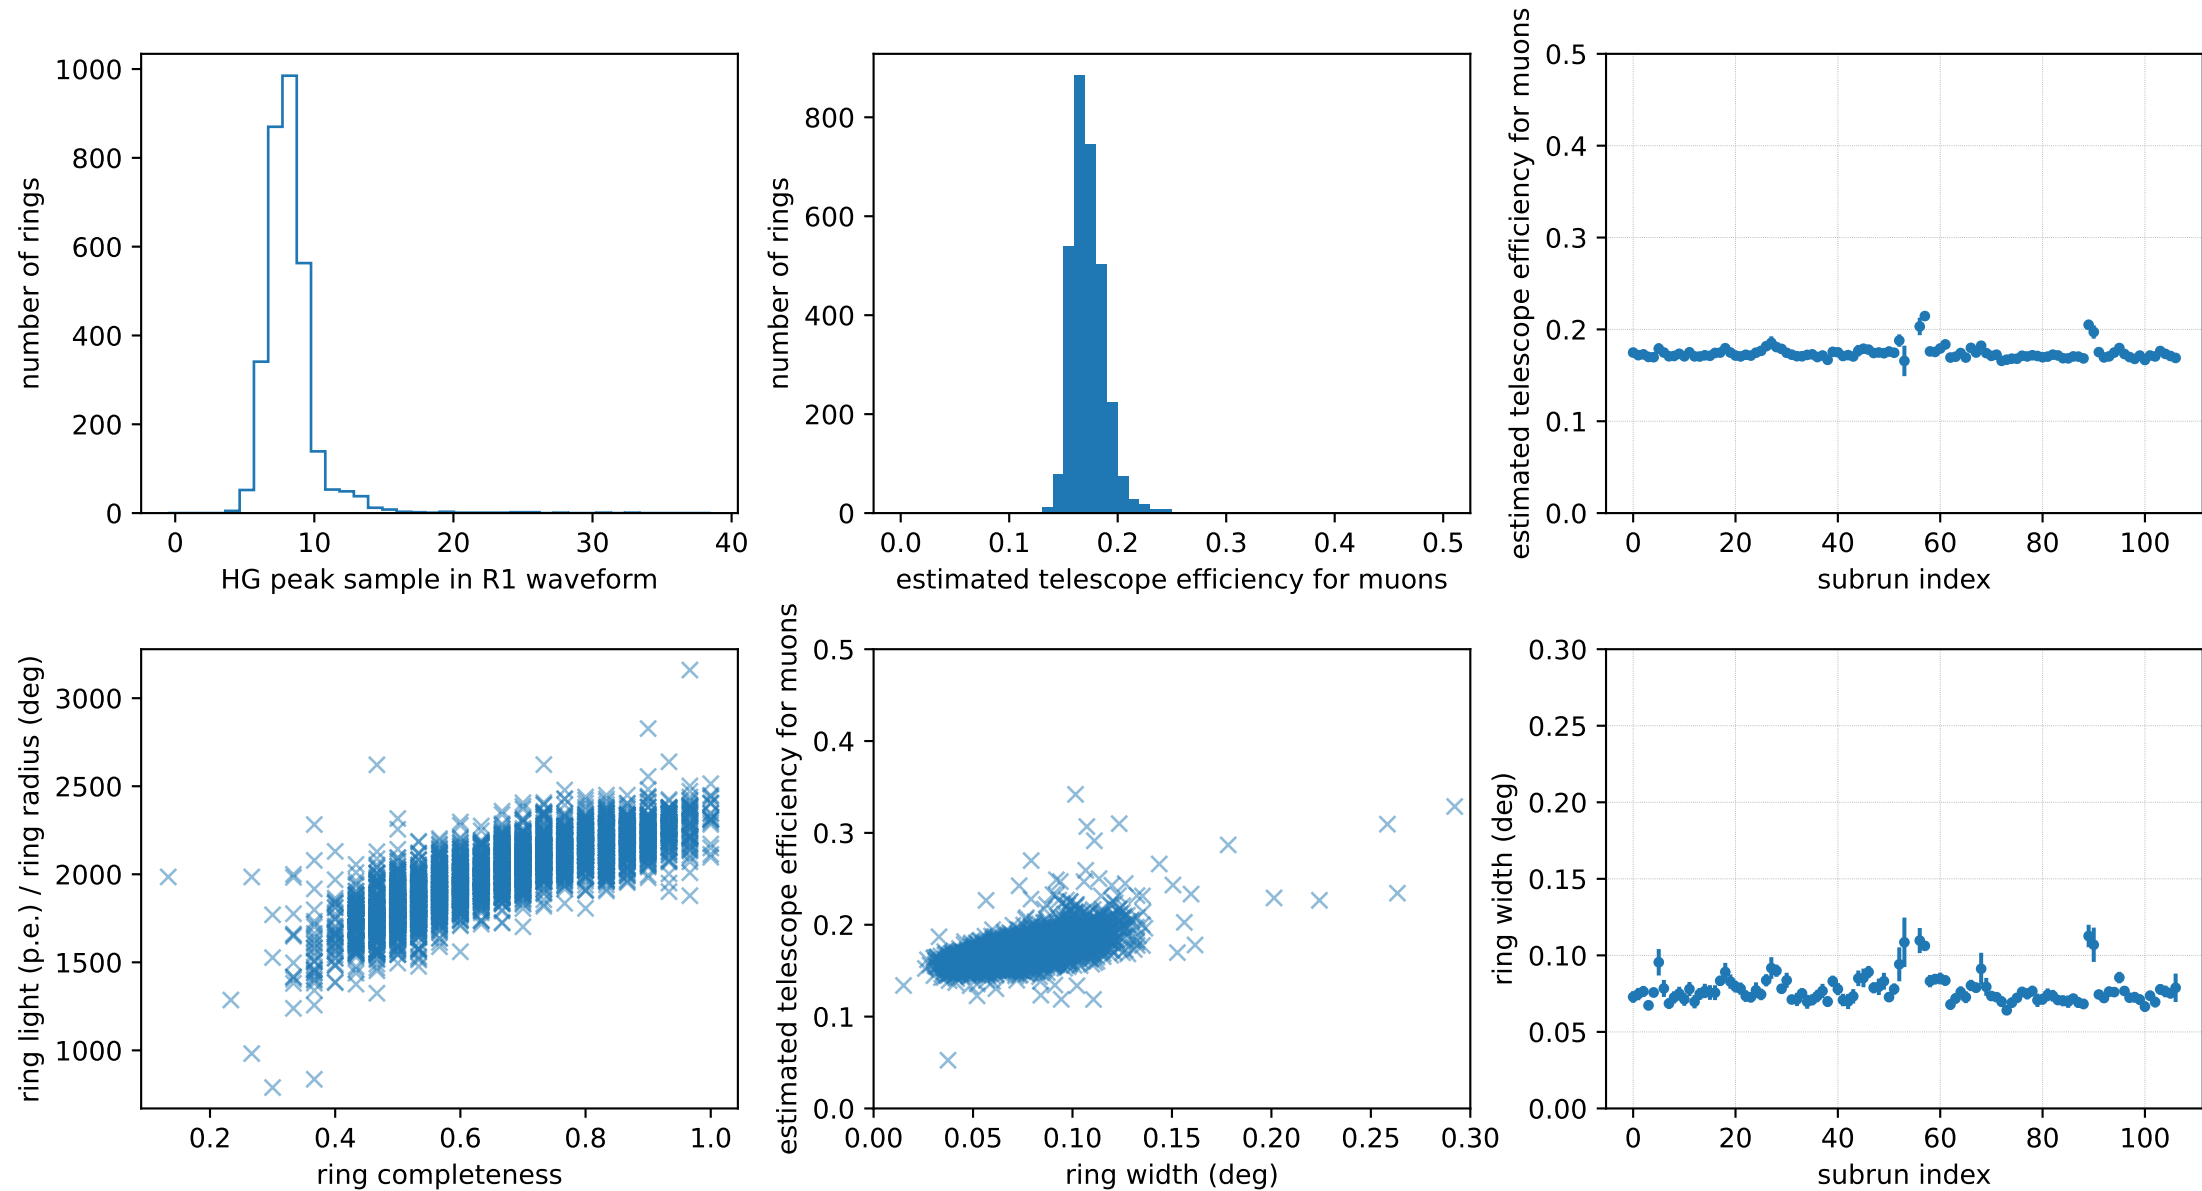 1000
800
600
400
200
0
number of rings
0 10 20 30 40
HG peak sample in R1 waveform
800
600
400
200
0
number of rings
0.0 0.1 0.2 0.3 0.4 0.5
estimated telescope efficiency for muons
0.5
0.4
0.3
0.2
0.1
0.0
estimated telescope efficiency for muons
0 20 40 60 80 100
subrun index
3000
2500
2000
1500
1000
ring light (p.e.) / ring radius (deg)
0.2 0.4 0.6 0.8 1.0
ring completeness
0.5
0.4
0.3
0.2
0.1
0.0
estimated telescope efficiency for muons
0.00 0.05 0.10 0.15 0.20 0.25 0.30
ring width (deg)
0.30
0.25
0.20
0.15
0.10
0.05
0.00
ring width (deg)
0 20 40 60 80 100
subrun index